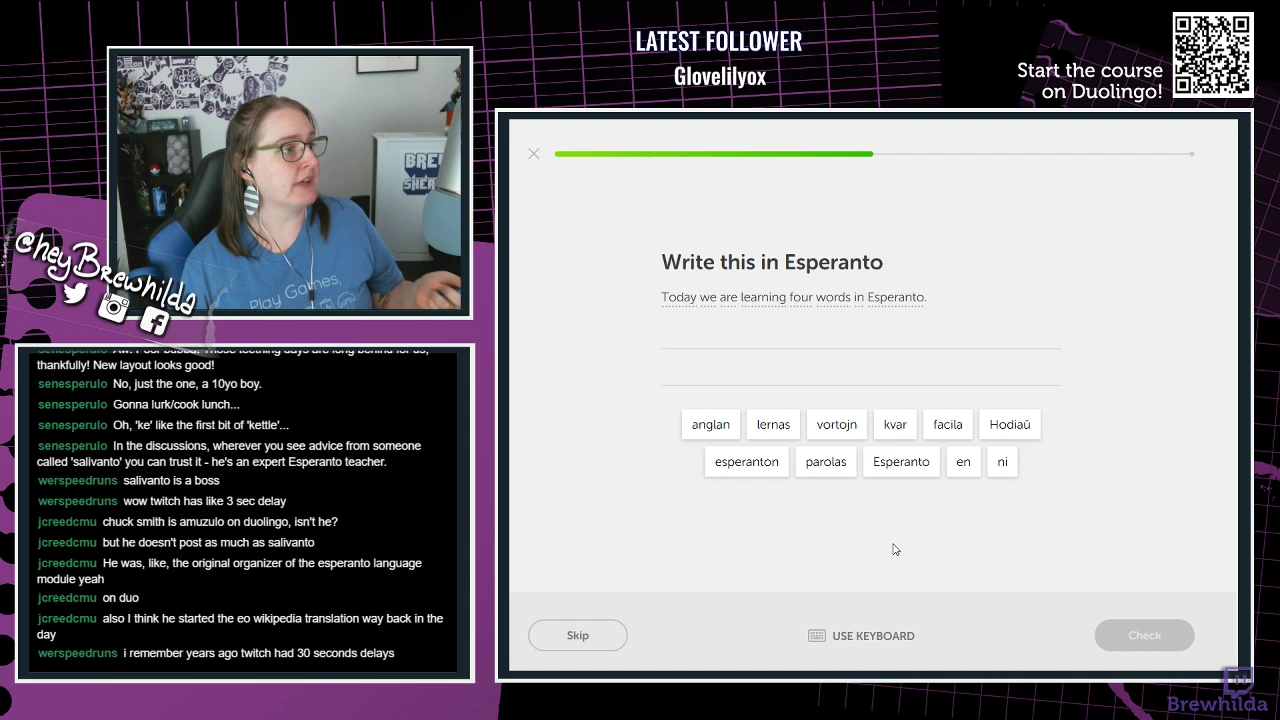 LATEST FOLLOWER
Glovelilyox
Start the course
on Duolingo!
BREW
SHER
Play Games,
@heyBrewhilda
Write this in Esperanto
Today we are learning four words in Esperanto.
anglan lernas vortojn kvar facila Hodiaŭ
esperanton parolas Esperanto en ni
Skip
USE KEYBOARD
Check
thankfully! New layout looks good!
senesperulo No, just the one, a 10yo boy.
senesperulo Gonna lurk/cook lunch...
senesperulo Oh, 'ke' like the first bit of 'kettle'...
senesperulo In the discussions, wherever you see advice from someone
called 'salivanto' you can trust it - he's an expert Esperanto teacher.
werspeedruns salivanto is a boss
werspeedruns wow twitch has like 3 sec delay
jcreedcmu chuck smith is amuzulo on duolingo, isn't he?
jcreedcmu but he doesn't post as much as salivanto
jcreedcmu He was, like, the original organizer of the esperanto language
module yeah
jcreedcmu on duo
jcreedcmu also I think he started the eo wikipedia translation way back in the
day
werspeedruns i remember years ago twitch had 30 seconds delays
Brewhilda